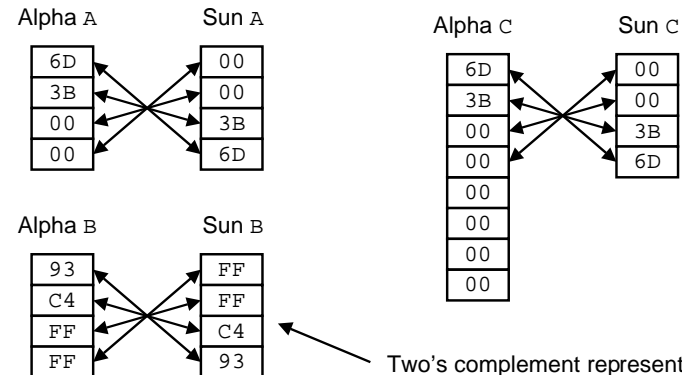 Alpha A
Sun A
6D
3B
00
00
00
00
3B
6D
Alpha B
Sun B
93
C4
FF
FF
FF
FF
C4
93
Alpha C
Sun C
6D
3B
00
00
00
00
00
00
00
00
3B
6D
Two's complement represent